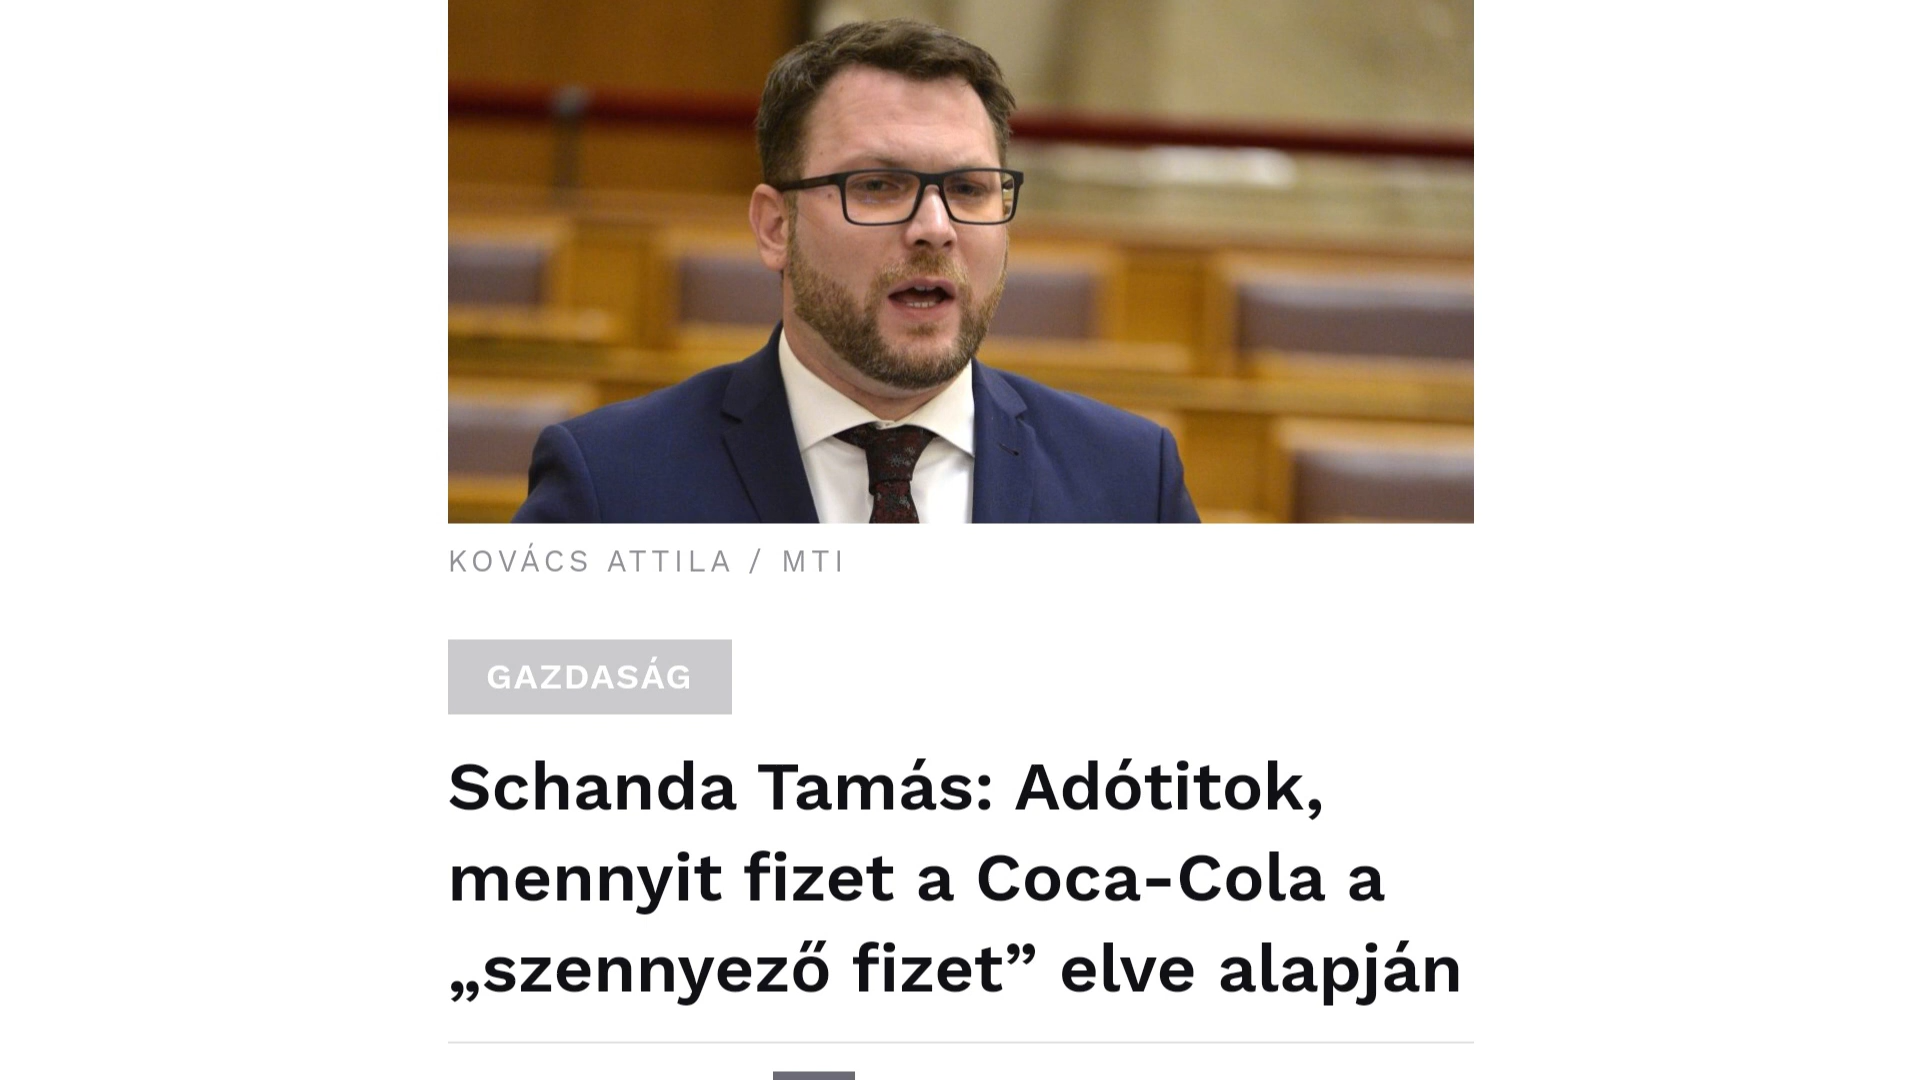 KOVÁCS ATTILA / MTI
GAZDASÁG
Schanda Tamás: Adótitok,
mennyit fizet a Coca-Cola a
„szennyező fizet” elve alapján